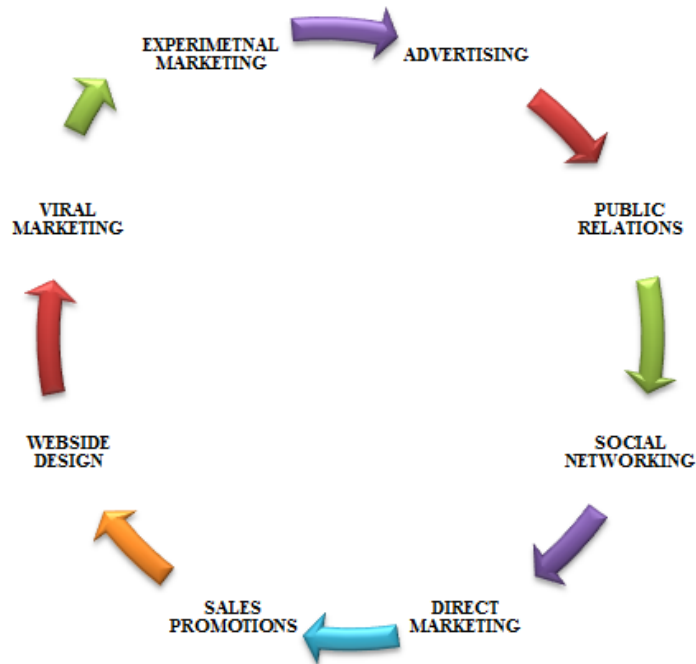 EXPERIMETNAL
MARKETING
ADVERTISING
PUBLIC
RELATIONS
SOCIAL
NETWORKING
DIRECT
MARKETING
SALES
PROMOTIONS
WEBSIDE
DESIGN
VIRAL
MARKETING